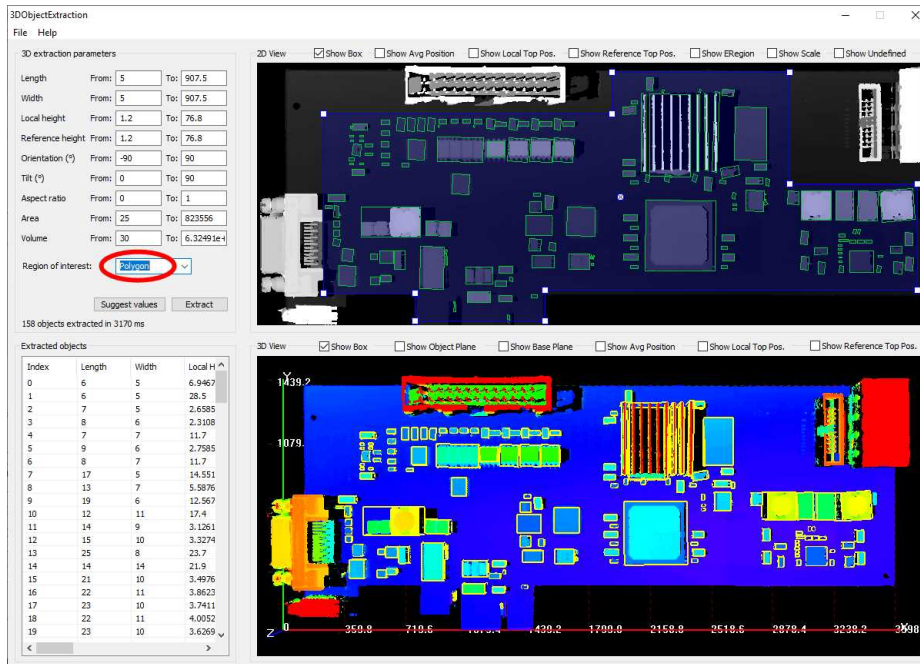 3DObjectExtraction
File Help
3D extraction parameters
Length From: 5 To: 907.5
Width From: 5 To: 907.5
Local height From: 1.2 To: 76.8
Reference height From: 1.2 To: 76.8
Orientation (°) From: -90 To: 90
Tilt (°) From: 0 To: 90
Aspect ratio From: 0 To: 1
Area From: 25 To: 823556
Volume From: 30 To: 6.32491e+
Region of interest: Polygon
Suggest values Extract
158 objects extracted in 3170 ms
2D View Show Box Show Avg Position Show Local Top Pos. Show Reference Top Pos. Show ERegion Show Scale Show Undefined
Extracted objects
Index Length Width Local H
0 6 5 6.9467
1 6 5 28.5
2 7 5 2.6585
3 8 6 2.3108
4 7 7 11.7
5 9 6 2.7585
6 8 7 11.7
7 17 5 14.551
8 13 7 5.5876
9 19 6 12.567
10 12 11 17.4
11 14 9 3.1261
12 15 10 3.3274
13 25 8 23.7
14 14 14 21.9
15 21 10 3.4976
16 22 11 3.8623
17 23 10 3.7411
18 22 11 4.0052
19 23 10 3.6269
3D View Show Box Show Object Plane Show Base Plane Show Avg Position Show Local Top Pos. Show Reference Top Pos.
Y
1439.2
1079.
Z 0 359.8 719.6 1439.2 1799.0 2158.8 2518.6 2878.4 3238.2